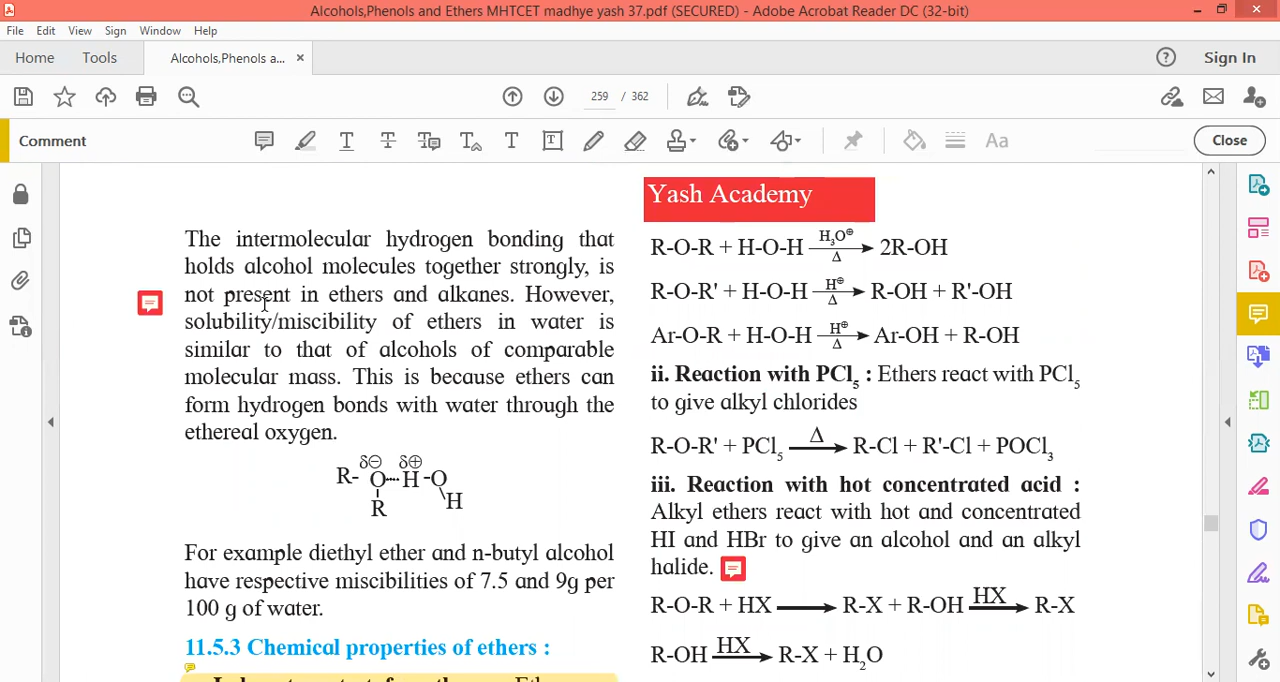 Alcohols,Phenols and Ethers MHTCET madhye yash 37.pdf (SECURED) - Adobe Acrobat Reader DC (32-bit)
File Edit View Sign Window Help
Home Tools Alcohols,Phenols a... × Sign In
259 / 362
Comment Close
The intermolecular hydrogen bonding that
holds alcohol molecules together strongly, is
not present in ethers and alkanes. However,
solubility/miscibility of ethers in water is
similar to that of alcohols of comparable
molecular mass. This is because ethers can
form hydrogen bonds with water through the
ethereal oxygen.
δ⊖ δ⊕
R- O····H -O
R H
For example diethyl ether and n-butyl alcohol
have respective miscibilities of 7.5 and 9g per
100 g of water.
11.5.3 Chemical properties of ethers :
Yash Academy
R-O-R + H-O-H H₃O⊕ Δ → 2R-OH
R-O-R' + H-O-H H⊕ Δ → R-OH + R'-OH
Ar-O-R + H-O-H H⊕ Δ → Ar-OH + R-OH
ii. Reaction with PCl₅ : Ethers react with PCl₅
to give alkyl chlorides
R-O-R' + PCl₅ Δ → R-Cl + R'-Cl + POCl₃
iii. Reaction with hot concentrated acid :
Alkyl ethers react with hot and concentrated
HI and HBr to give an alcohol and an alkyl
halide.
R-O-R + HX → R-X + R-OH HX → R-X
R-OH HX → R-X + H₂O